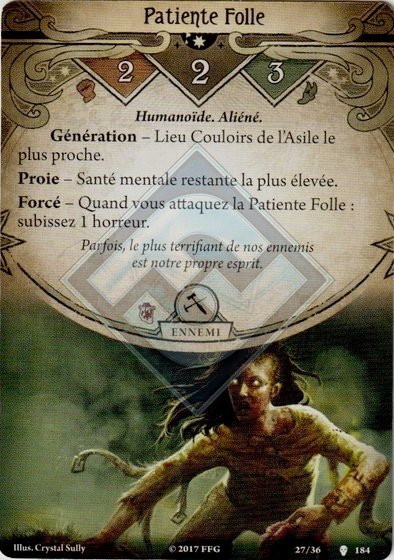 Patiente Folle
2 2 3
Humanoïde. Aliéné.
Génération – Lieu Couloirs de l'Asile le
plus proche.
Proie – Santé mentale restante la plus élevée.
Forcé – Quand vous attaquez la Patiente Folle :
subissez 1 horreur.
Parfois, le plus terrifiant de nos ennemis
est notre propre esprit.
ENNEMI
Illus. Crystal Sully © 2017 FFG 27/36 184